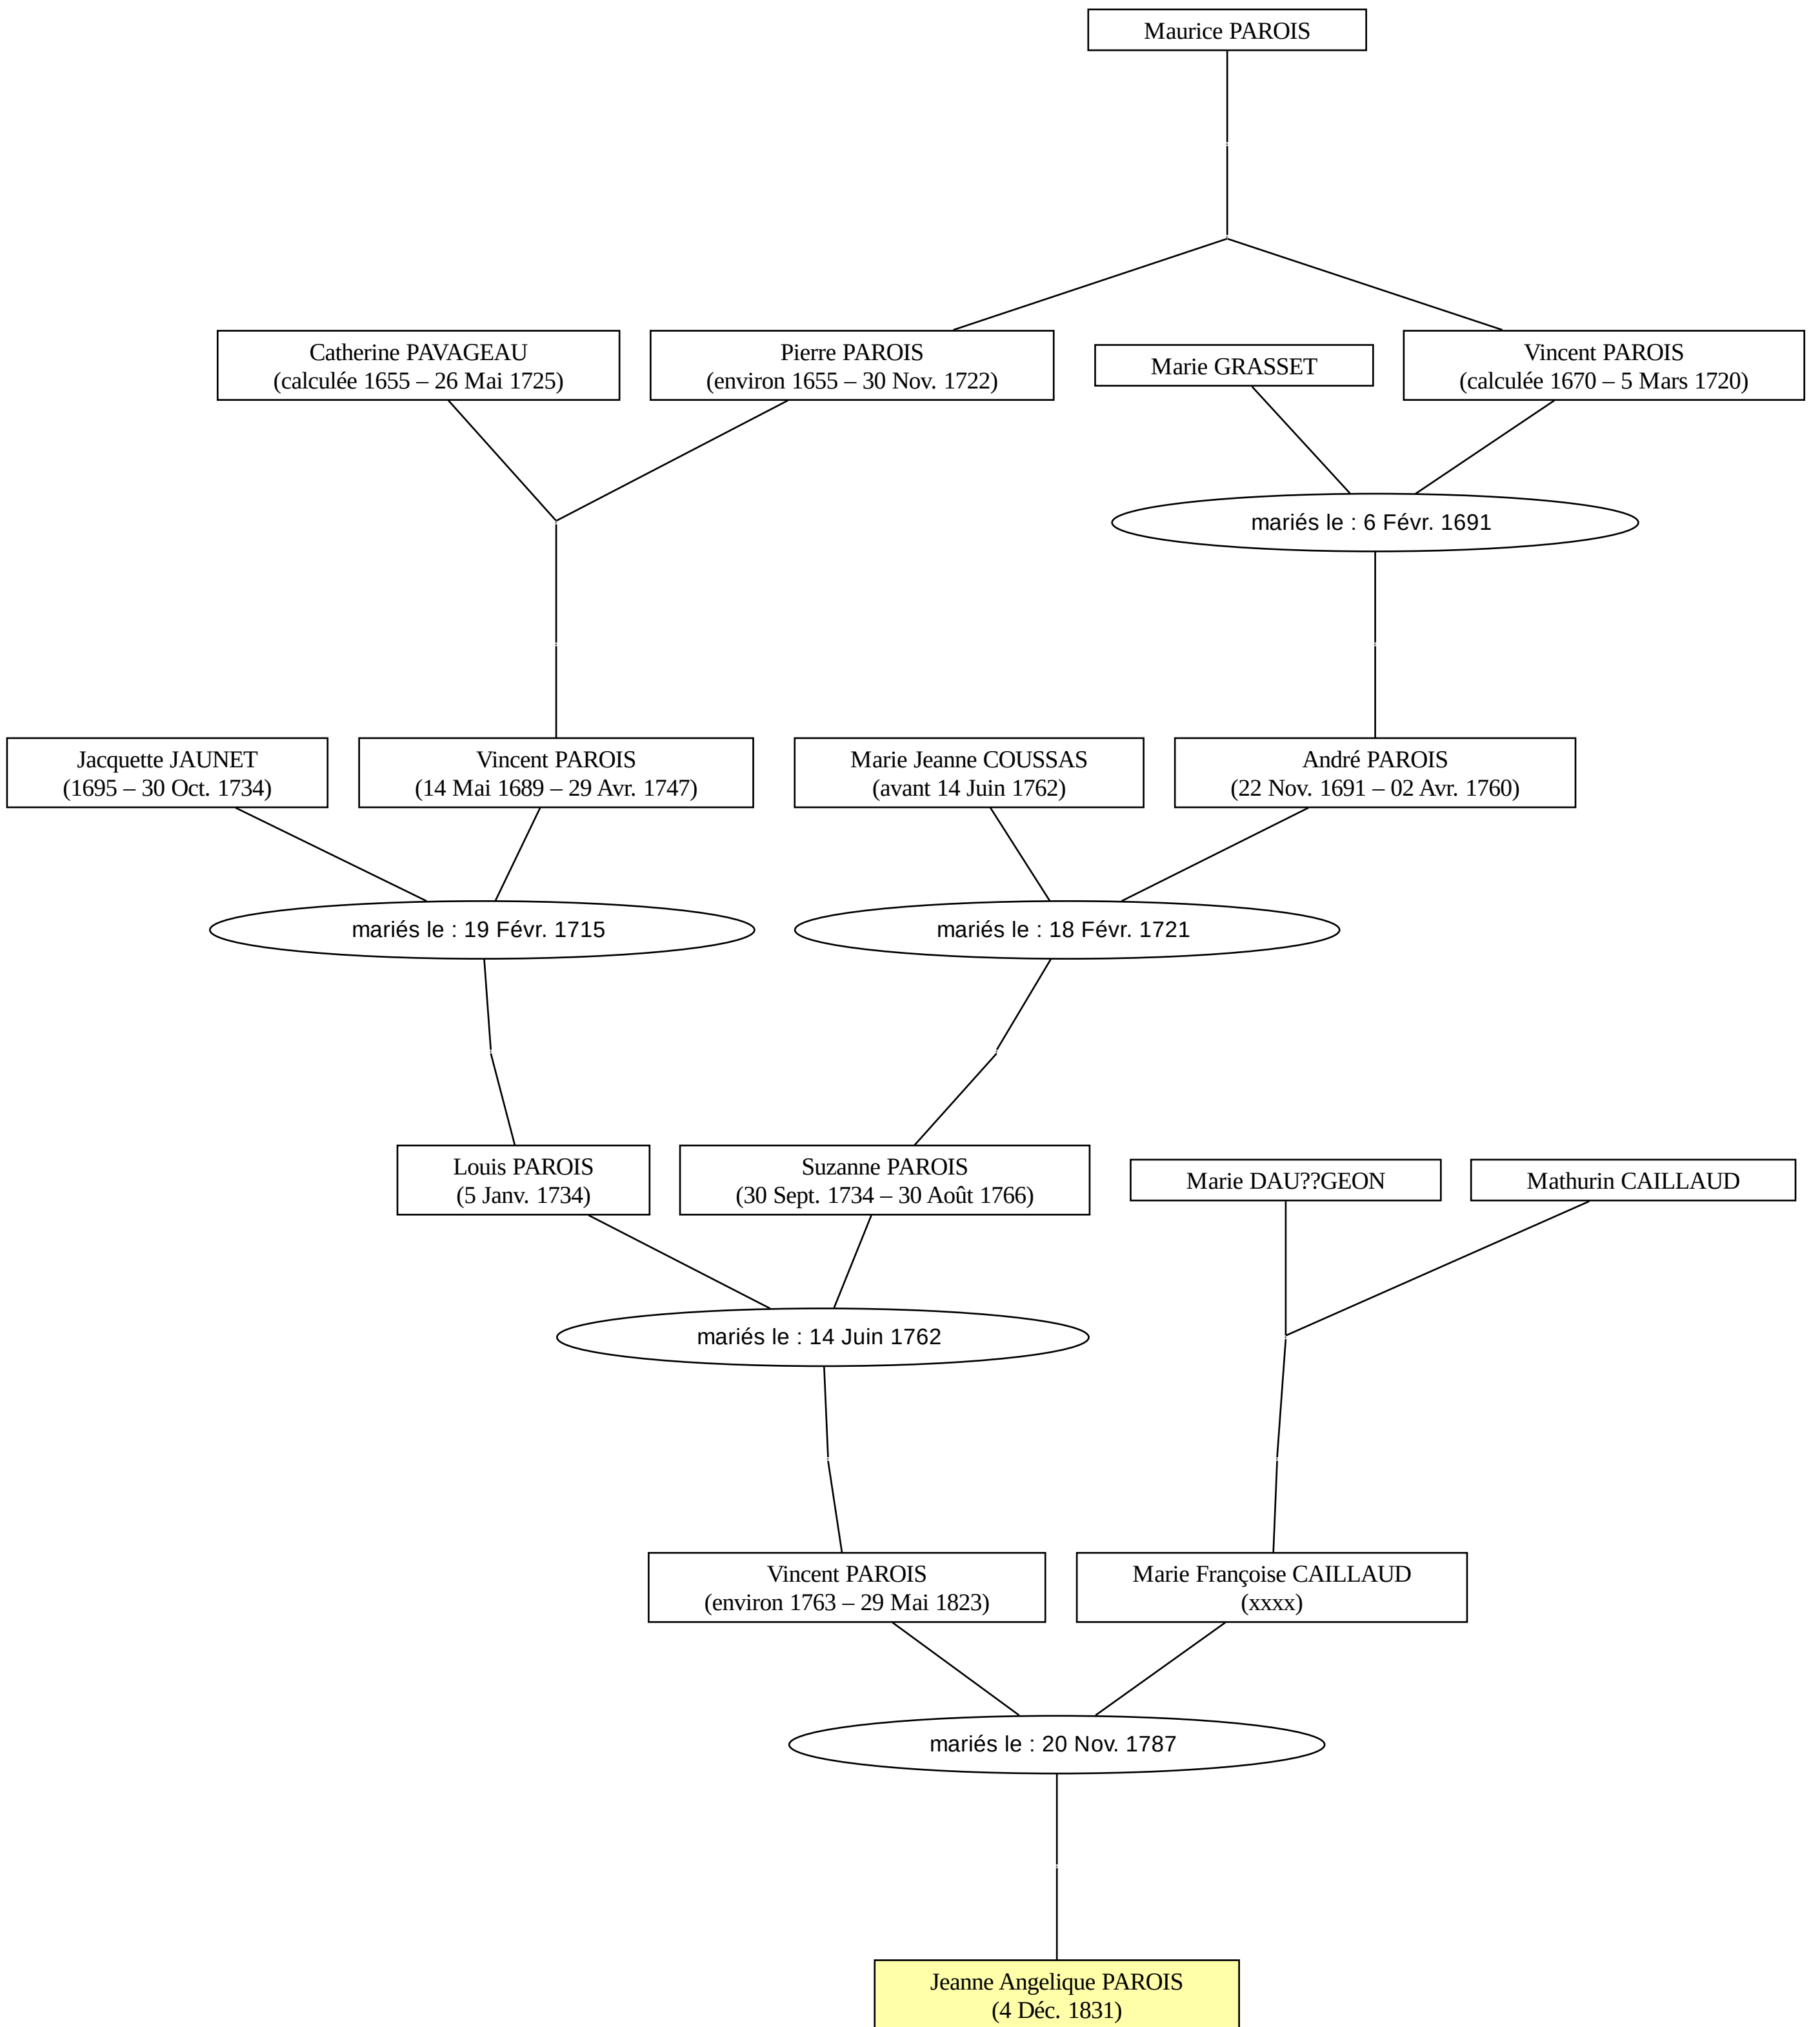 Maurice PAROIS
Catherine PAVAGEAU
(calculée 1655 – 26 Mai 1725)
Pierre PAROIS
(environ 1655 – 30 Nov. 1722)
Marie GRASSET
Vincent PAROIS
(calculée 1670 – 5 Mars 1720)
mariés le : 6 Févr. 1691
Jacquette JAUNET
(1695 – 30 Oct. 1734)
Vincent PAROIS
(14 Mai 1689 – 29 Avr. 1747)
Marie Jeanne COUSSAS
(avant 14 Juin 1762)
André PAROIS
(22 Nov. 1691 – 02 Avr. 1760)
mariés le : 19 Févr. 1715
mariés le : 18 Févr. 1721
Louis PAROIS
(5 Janv. 1734)
Suzanne PAROIS
(30 Sept. 1734 – 30 Août 1766)
Marie DAU??GEON
Mathurin CAILLAUD
mariés le : 14 Juin 1762
Vincent PAROIS
(environ 1763 – 29 Mai 1823)
Marie Françoise CAILLAUD
(xxxx)
mariés le : 20 Nov. 1787
Jeanne Angelique PAROIS
(4 Déc. 1831)